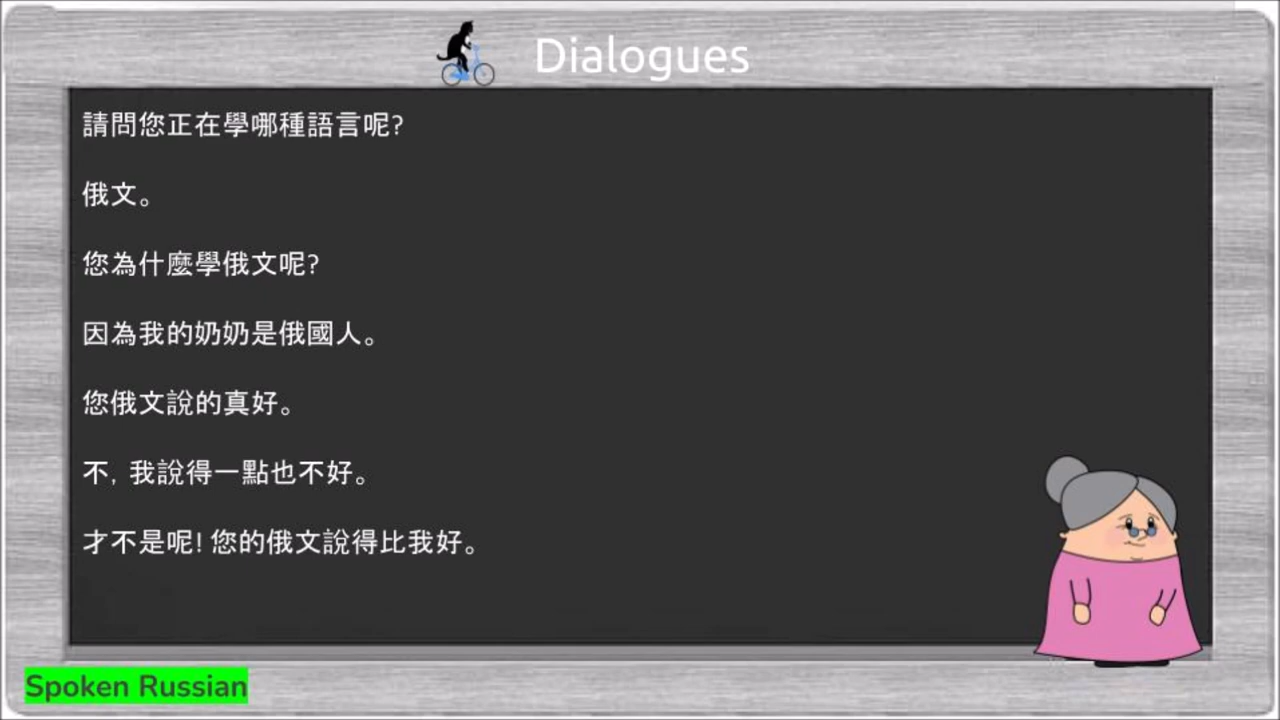 Dialogues
請問您正在學哪種語言呢?
俄文。
您為什麼學俄文呢?
因為我的奶奶是俄國人。
您俄文說的真好。
不, 我說得一點也不好。
才不是呢! 您的俄文說得比我好。
Spoken Russian